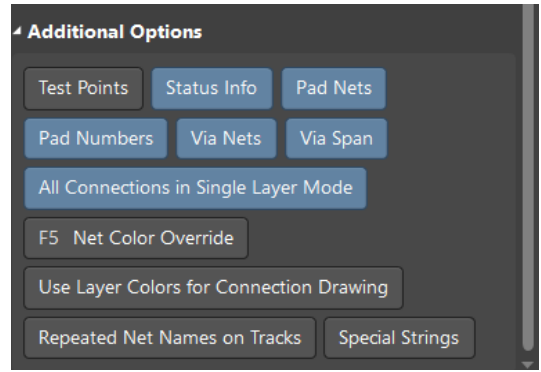 Additional Options
Test Points Status Info Pad Nets
Pad Numbers Via Nets Via Span
All Connections in Single Layer Mode
F5 Net Color Override
Use Layer Colors for Connection Drawing
Repeated Net Names on Tracks Special Strings